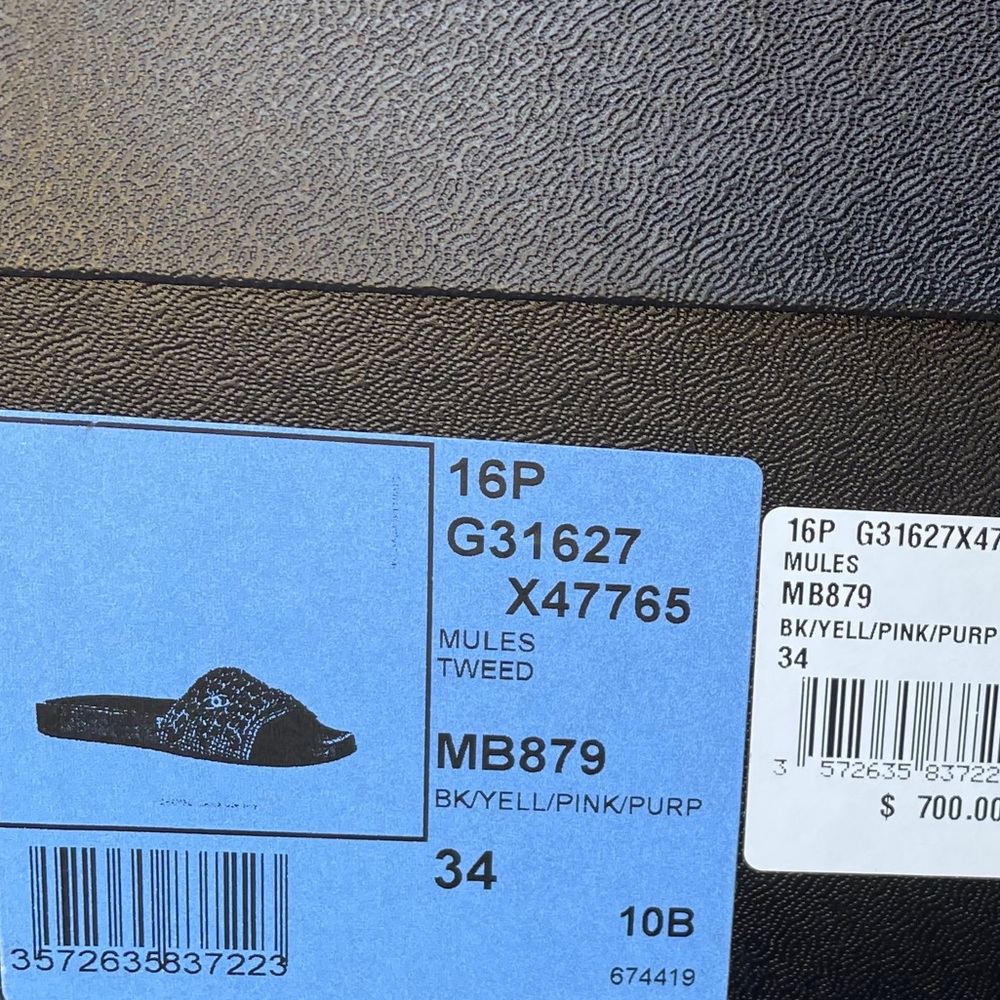 16P
G31627
X47765
MULES
TWEED
MB879
BK/YELL/PINK/PURP
34
10B
674419
3572635837223
16P G31627X47
MULES
MB879
BK/YELL/PINK/PURP
34
3 572635 83722
$ 700.00